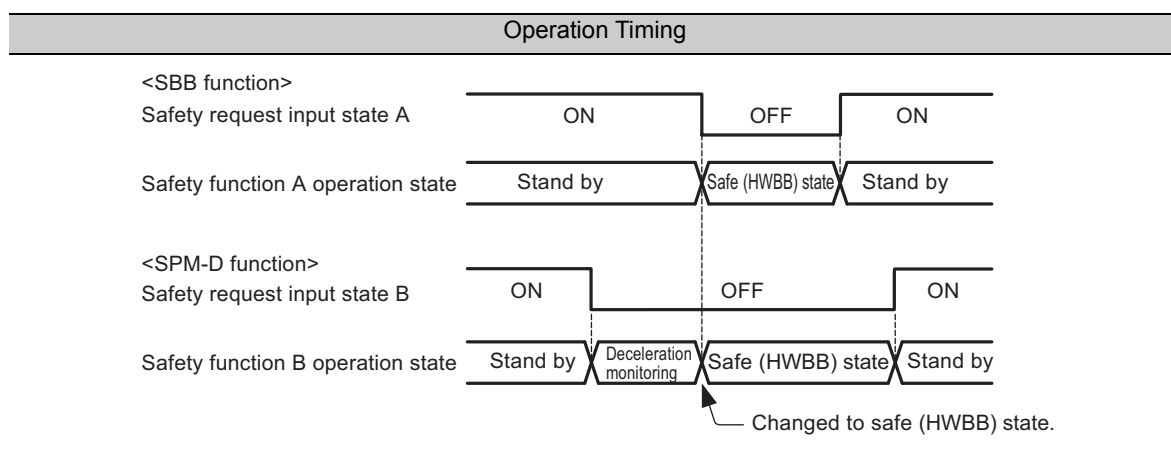 Operation Timing
<SBB function>
Safety request input state A
ON OFF ON
Safety function A operation state
Stand by Safe (HWBB) state Stand by
<SPM-D function>
Safety request input state B
ON OFF ON
Safety function B operation state
Stand by Deceleration monitoring Safe (HWBB) state Stand by
Changed to safe (HWBB) state.